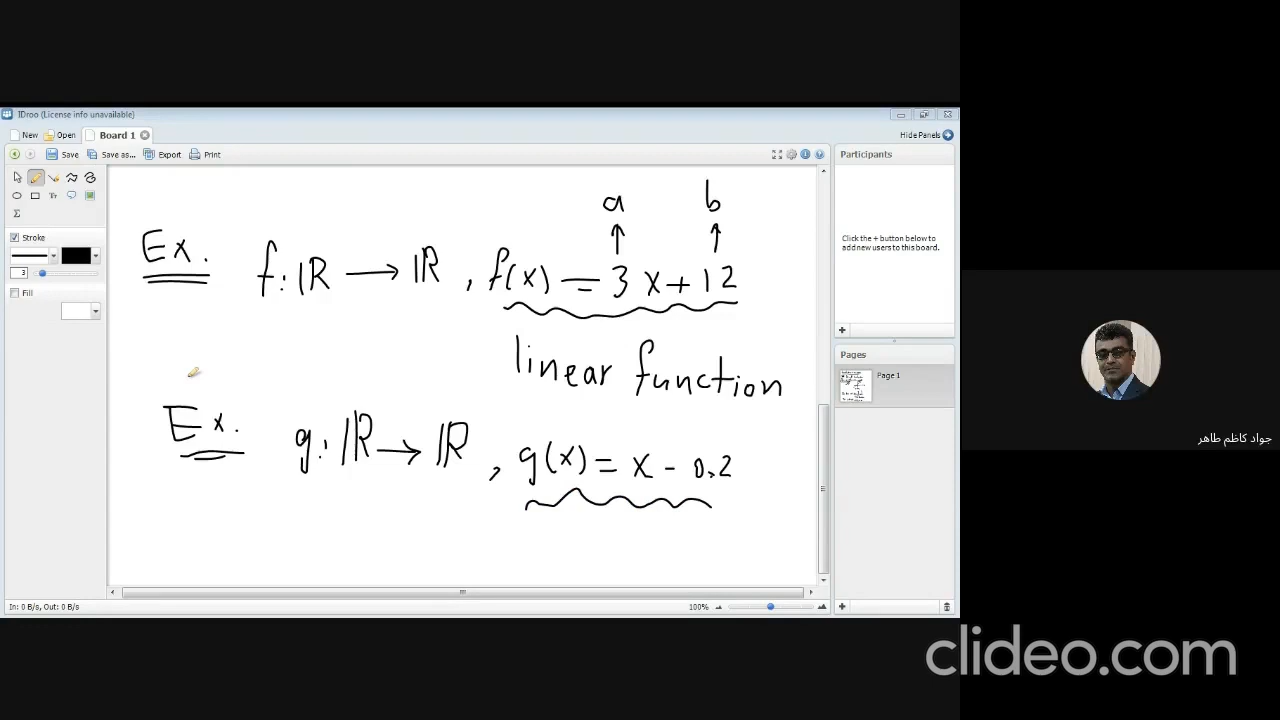 IDroo (License info unavailable)
New Open Board 1 Hide Panels
Save Save as... Export Print
Participants
Click the + button below to
add new users to this board.
Stroke
3
Fill
Pages
Page 1
a b
Ex. f: ℝ → ℝ , f(x) = 3x + 12
linear function
Ex. g: ℝ → ℝ , g(x) = x - 0.2
In: 0 B/s, Out: 0 B/s 100%
جواد كاظم طاهر
clideo.com